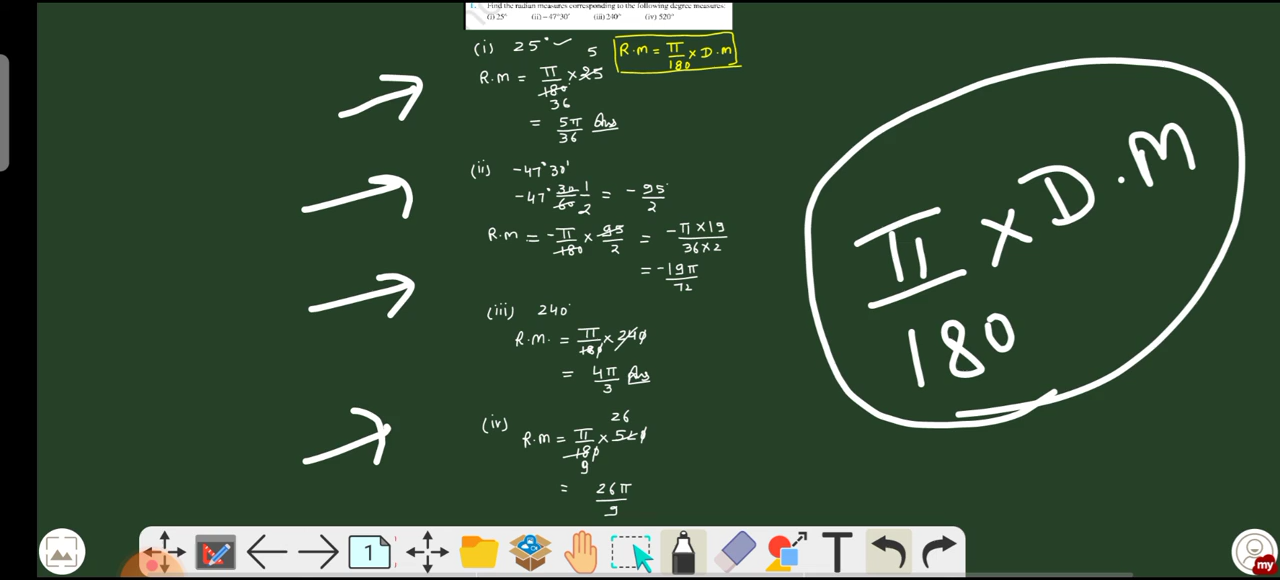 1. Find the radian measures corresponding to the following degree measures:
(i) 25° (ii) – 47°30' (iii) 240° (iv) 520°
(i) 25°
R.M = π/180 × D.M
R.M = π/180 × 25
5
36
= 5π/36 Ans
(ii) -47°30'
-47° 30/60 1/2 = -95/2
R.M = -π/180 × 95/2 = -π×19/36×2
= -19π/72
(iii) 240°
R.M. = π/180 × 240
= 4π/3 Ans
(iv)
26
R.M = π/180 × 520
9
= 26π/9
π/180 × D.M
1
T
my